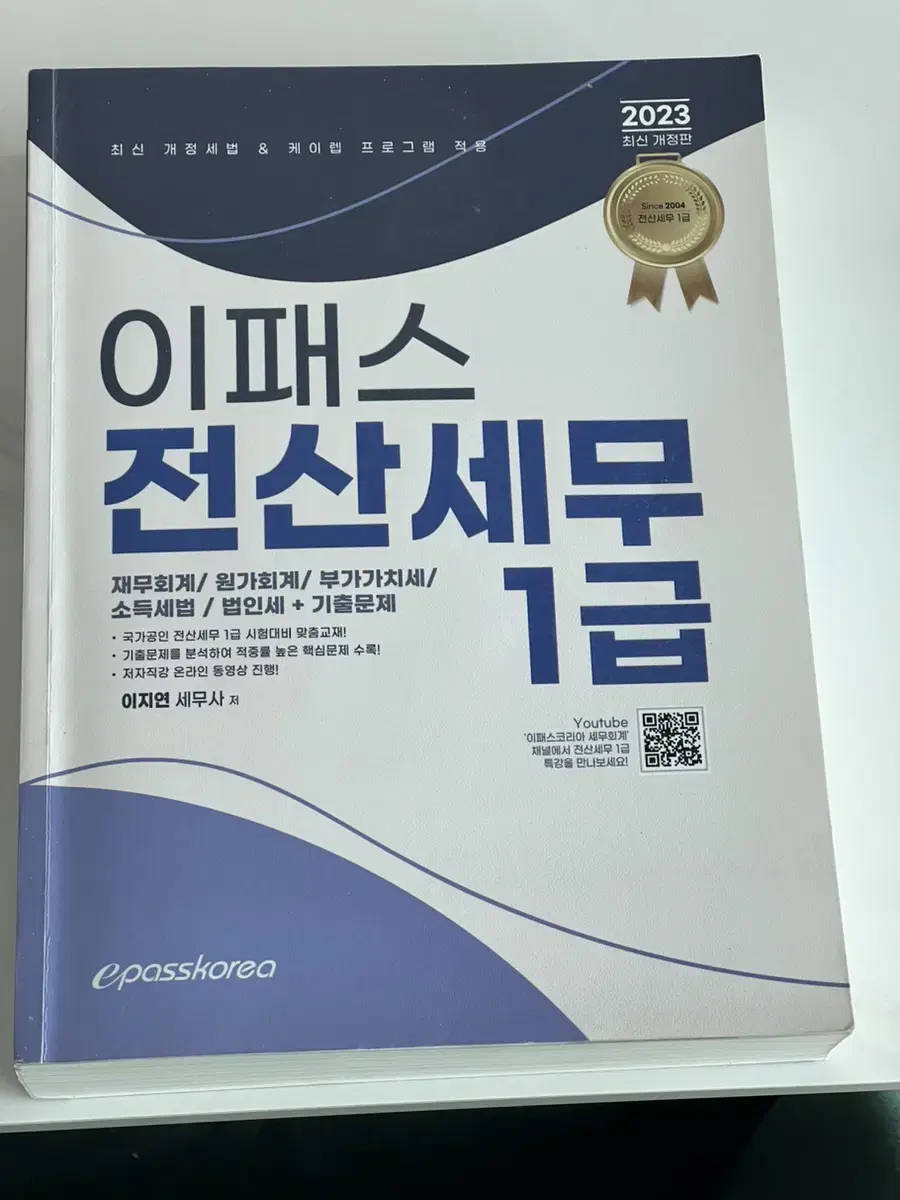 최신 개정세법 & 케이렙 프로그램 적용
2023
최신 개정판
Since 2004
전산세무 1급
이패스
전산세무
1급
재무회계/ 원가회계/ 부가가치세/
소득세법 / 법인세 + 기출문제
• 국가공인 전산세무 1급 시험대비 맞춤교재!
• 기출문제를 분석하여 적중률 높은 핵심문제 수록!
• 저자직강 온라인 동영상 진행!
이지연 세무사 저
Youtube
'이패스코리아 세무회계'
채널에서 전산세무 1급
특강을 만나보세요!
epasskorea